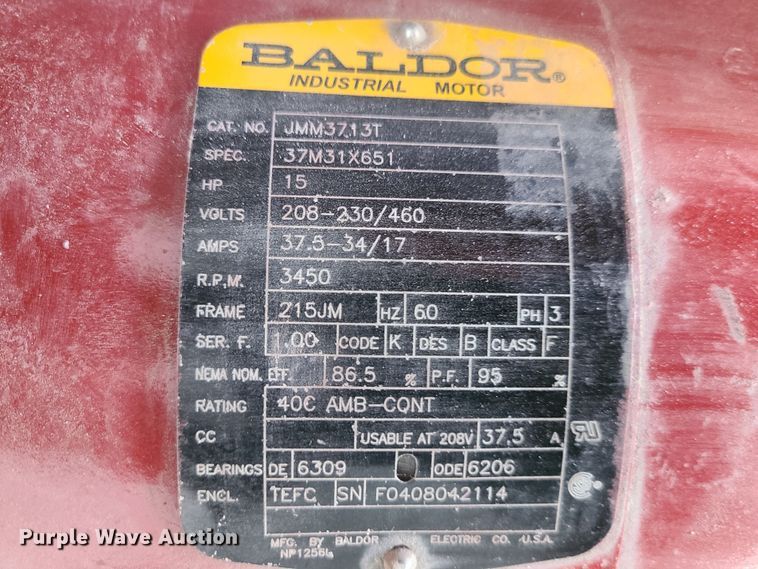 BALDOR®
INDUSTRIAL MOTOR
CAT. NO. JMM3713T
SPEC. 37M31X651
HP 15
VOLTS 208-230/460
AMPS 37.5-34/17
R.P.M. 3450
FRAME 215JM HZ 60 PH 3
SER. F. 1.00 CODE K DES B CLASS F
NEMA NOM. EFF. 86.5 % P.F. 95 %
RATING 40C AMB-CONT
CC USABLE AT 208V 37.5 A
BEARINGS DE 6309 ODE 6206
ENCL. TEFC SN F0408042114
MFG. BY BALDOR ELECTRIC CO. U.S.A.
NP1256L
Purple Wave Auction